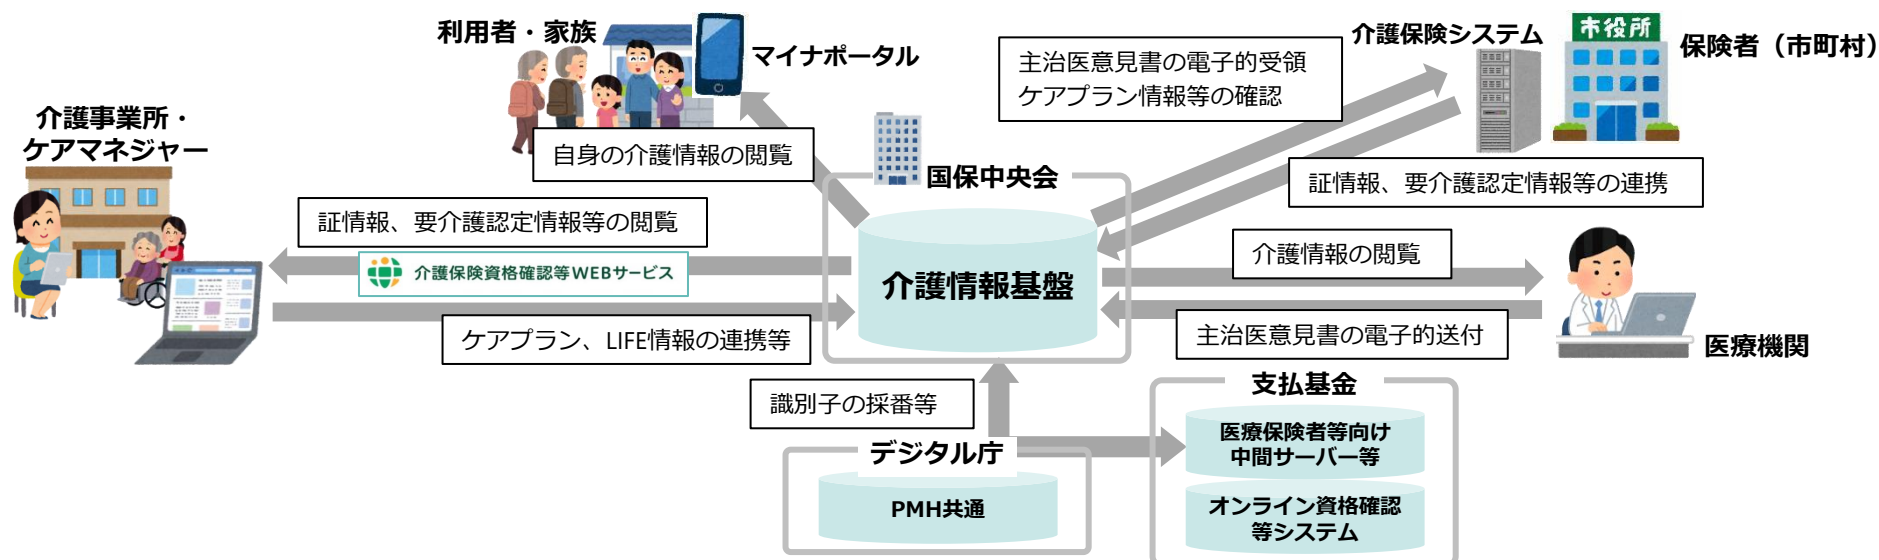 利用者・家族
マイナポータル
介護保険システム
市役所
保険者（市町村）
主治医意見書の電子的受領
ケアプラン情報等の確認
介護事業所・
ケアマネジャー
自身の介護情報の閲覧
国保中央会
証情報、要介護認定情報等の連携
証情報、要介護認定情報等の閲覧
介護保険資格確認等WEBサービス
介護情報基盤
介護情報の閲覧
ケアプラン、LIFE情報の連携等
主治医意見書の電子的送付
医療機関
識別子の採番等
支払基金
医療保険者等向け
中間サーバー等
デジタル庁
PMH共通
オンライン資格確認
等システム